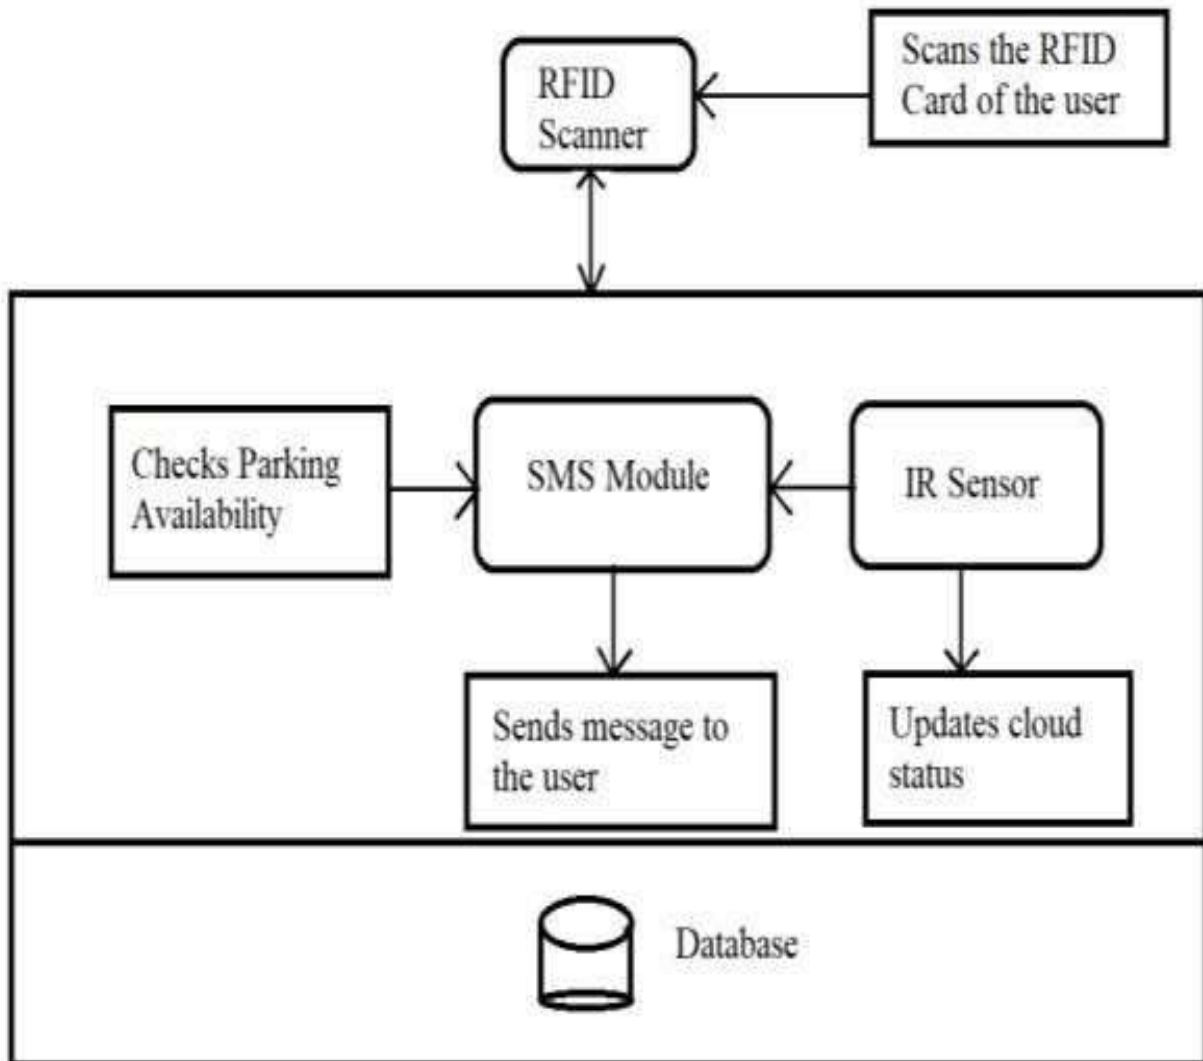 RFID
Scanner
Scans the RFID
Card of the user
Checks Parking
Availability
SMS Module
IR Sensor
Sends message to
the user
Updates cloud
status
Database